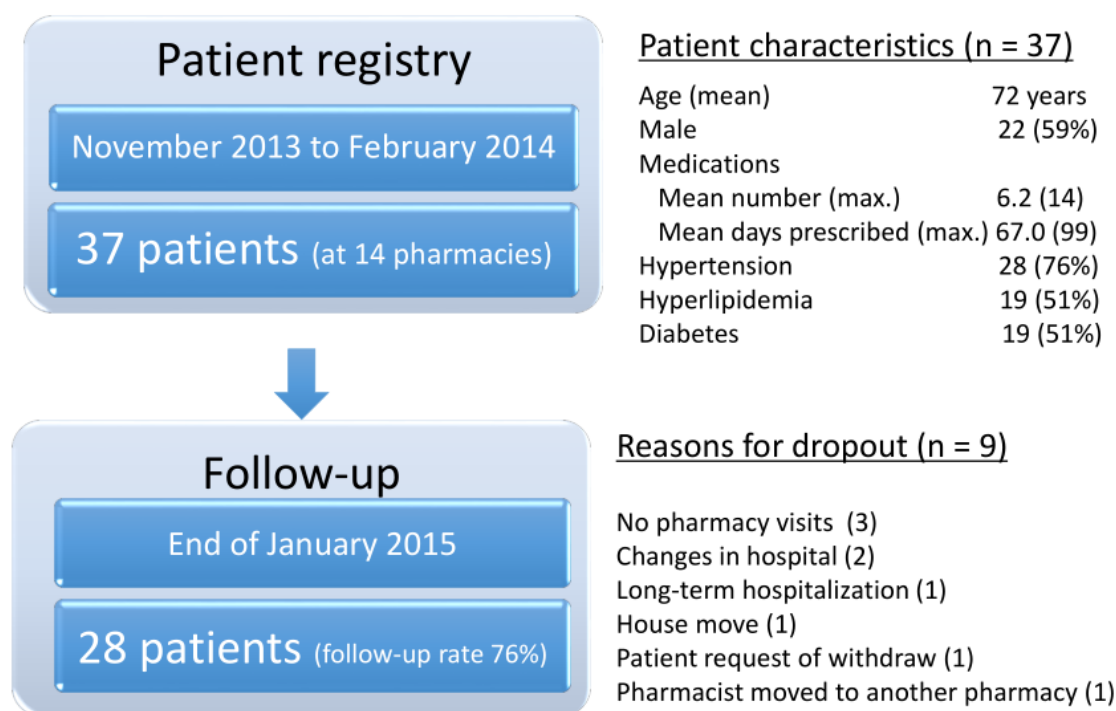 Patient registry
November 2013 to February 2014
37 patients (at 14 pharmacies)
Patient characteristics (n = 37)
Age (mean) 72 years
Male 22 (59%)
Medications
Mean number (max.) 6.2 (14)
Mean days prescribed (max.) 67.0 (99)
Hypertension 28 (76%)
Hyperlipidemia 19 (51%)
Diabetes 19 (51%)
Follow-up
End of January 2015
28 patients (follow-up rate 76%)
Reasons for dropout (n = 9)
No pharmacy visits (3)
Changes in hospital (2)
Long-term hospitalization (1)
House move (1)
Patient request of withdraw (1)
Pharmacist moved to another pharmacy (1)